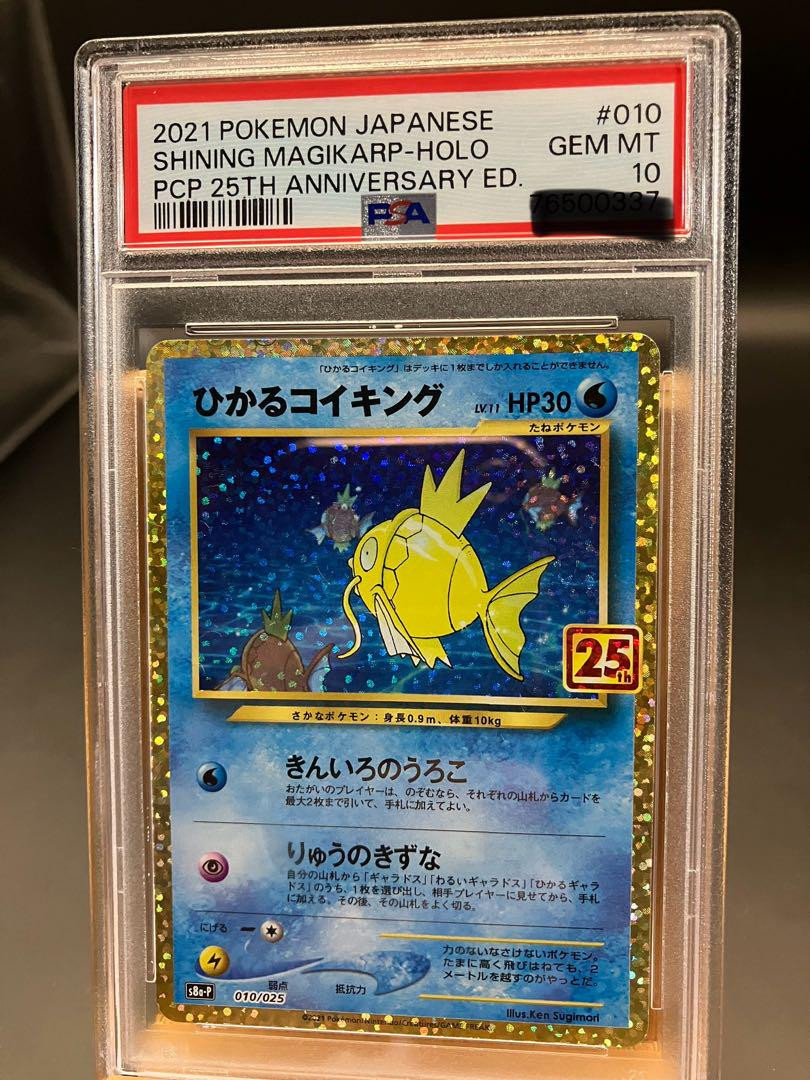 2021 POKEMON JAPANESE #010
SHINING MAGIKARP-HOLO GEM MT
PCP 25TH ANNIVERSARY ED. 10
PSA 76500337
「ひかるコイキング」はデッキに1枚までしか入れることができません。
ひかるコイキング LV.11 HP30
たねポケモン
25th
さかなポケモン：身長0.9m、体重10kg
きんいろのうろこ
おたがいのプレイヤーは、のぞむなら、それぞれの山札からカードを
最大2枚まで引いて、手札に加えてよい。
りゅうのきずな
自分の山札から「ギャラドス」「わるいギャラドス」「ひかるギャラ
ドス」のうち、1枚を選び出し、相手プレイヤーに見せてから、手札
に加える。その後、その山札をよく切る。
にげる
弱点 抵抗力
力のないなさけないポケモン。
たまに高く飛びはねても、2
メートルを越すのがやっとだ。
s8a-P 010/025
Illus.Ken Sugimori
©2021 Pokémon/Nintendo/Creatures/GAME FREAK